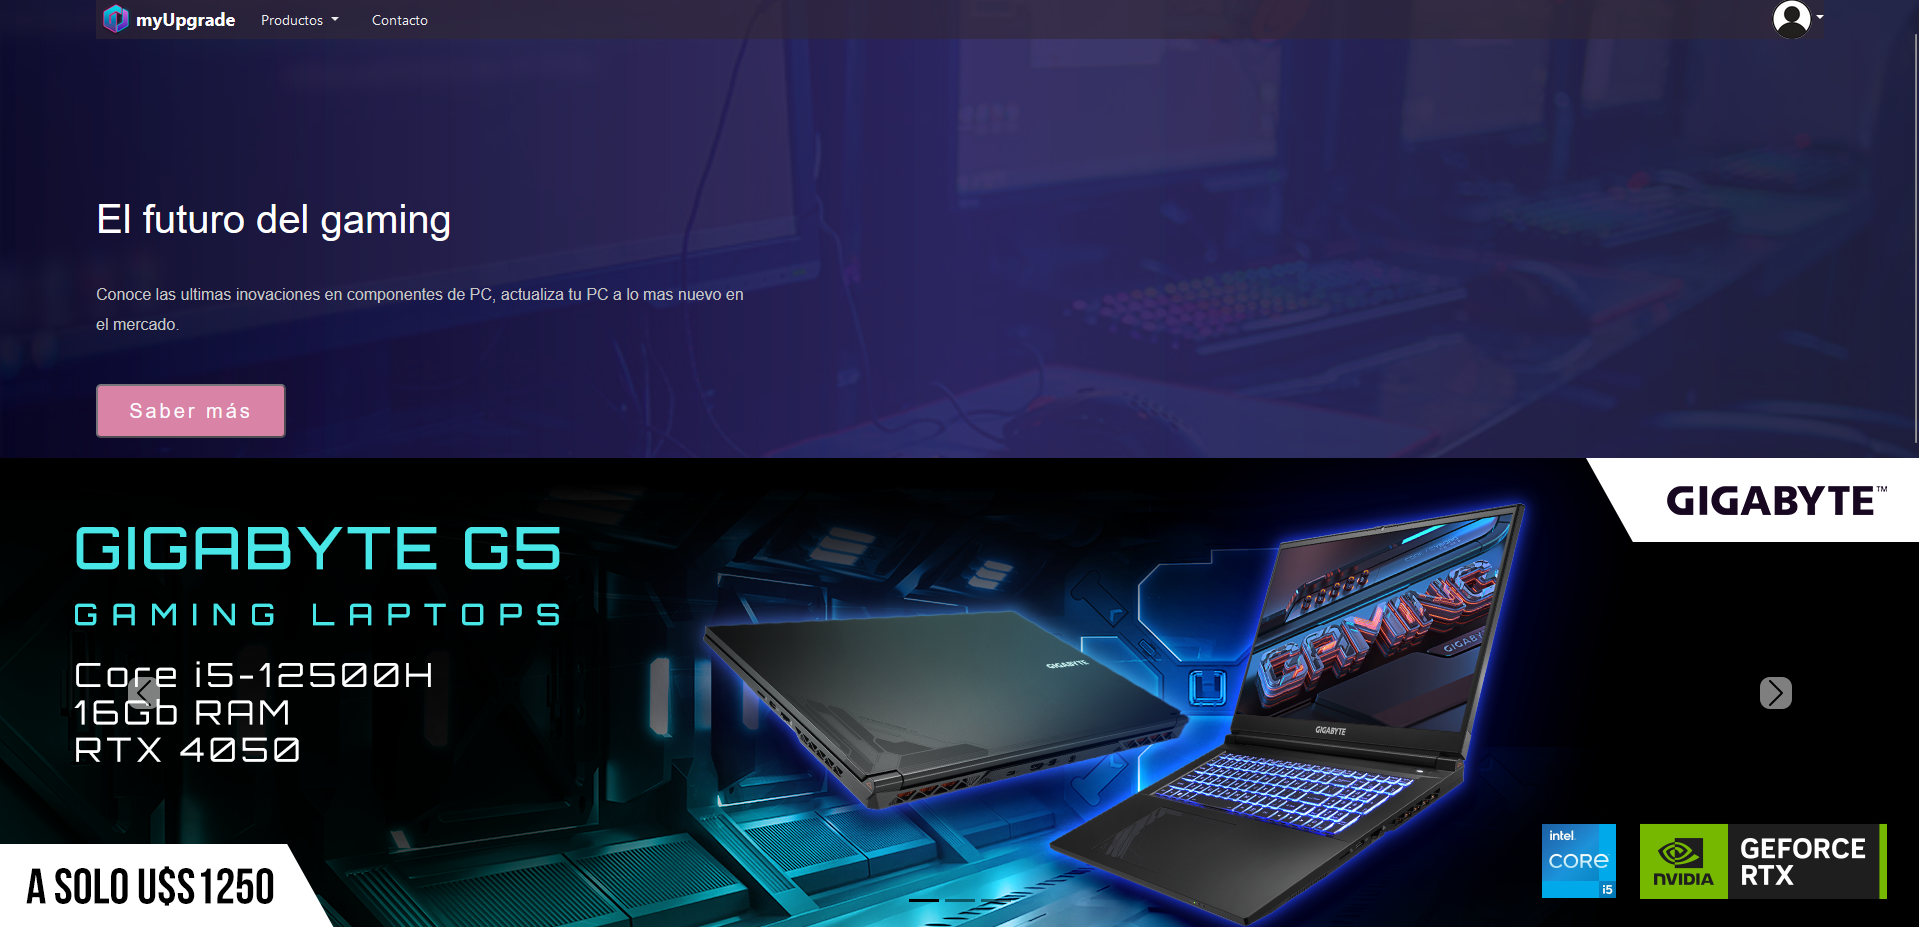 myUpgrade Productos Contacto
El futuro del gaming
Conoce las ultimas inovaciones en componentes de PC, actualiza tu PC a lo mas nuevo en
el mercado.
Saber más
GIGABYTE™
GIGABYTE G5
GAMING LAPTOPS
Core i5-12500H
16Gb RAM
RTX 4050
GIGABYTE
GAMING
GIGABYTE
A SOLO U$S1250
intel.
CORE
i5
NVIDIA
GEFORCE
RTX